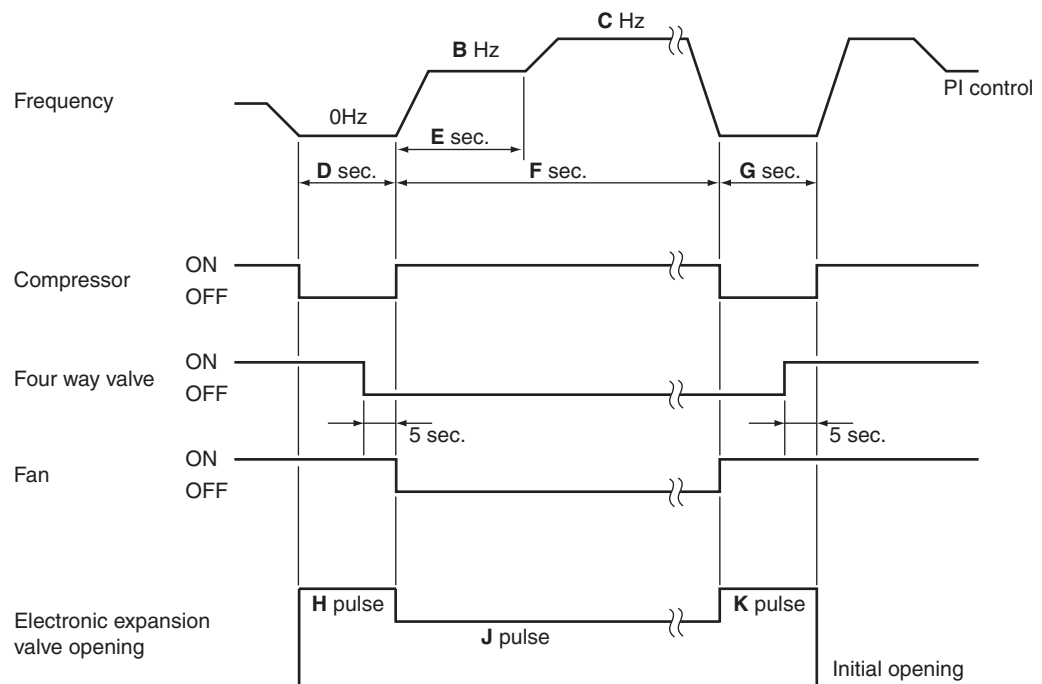 C Hz
B Hz
Frequency
PI control
0Hz
E sec.
D sec.
F sec.
G sec.
Compressor
ON
OFF
Four way valve
ON
OFF
5 sec.
5 sec.
Fan
ON
OFF
Electronic expansion
valve opening
H pulse
J pulse
K pulse
Initial opening